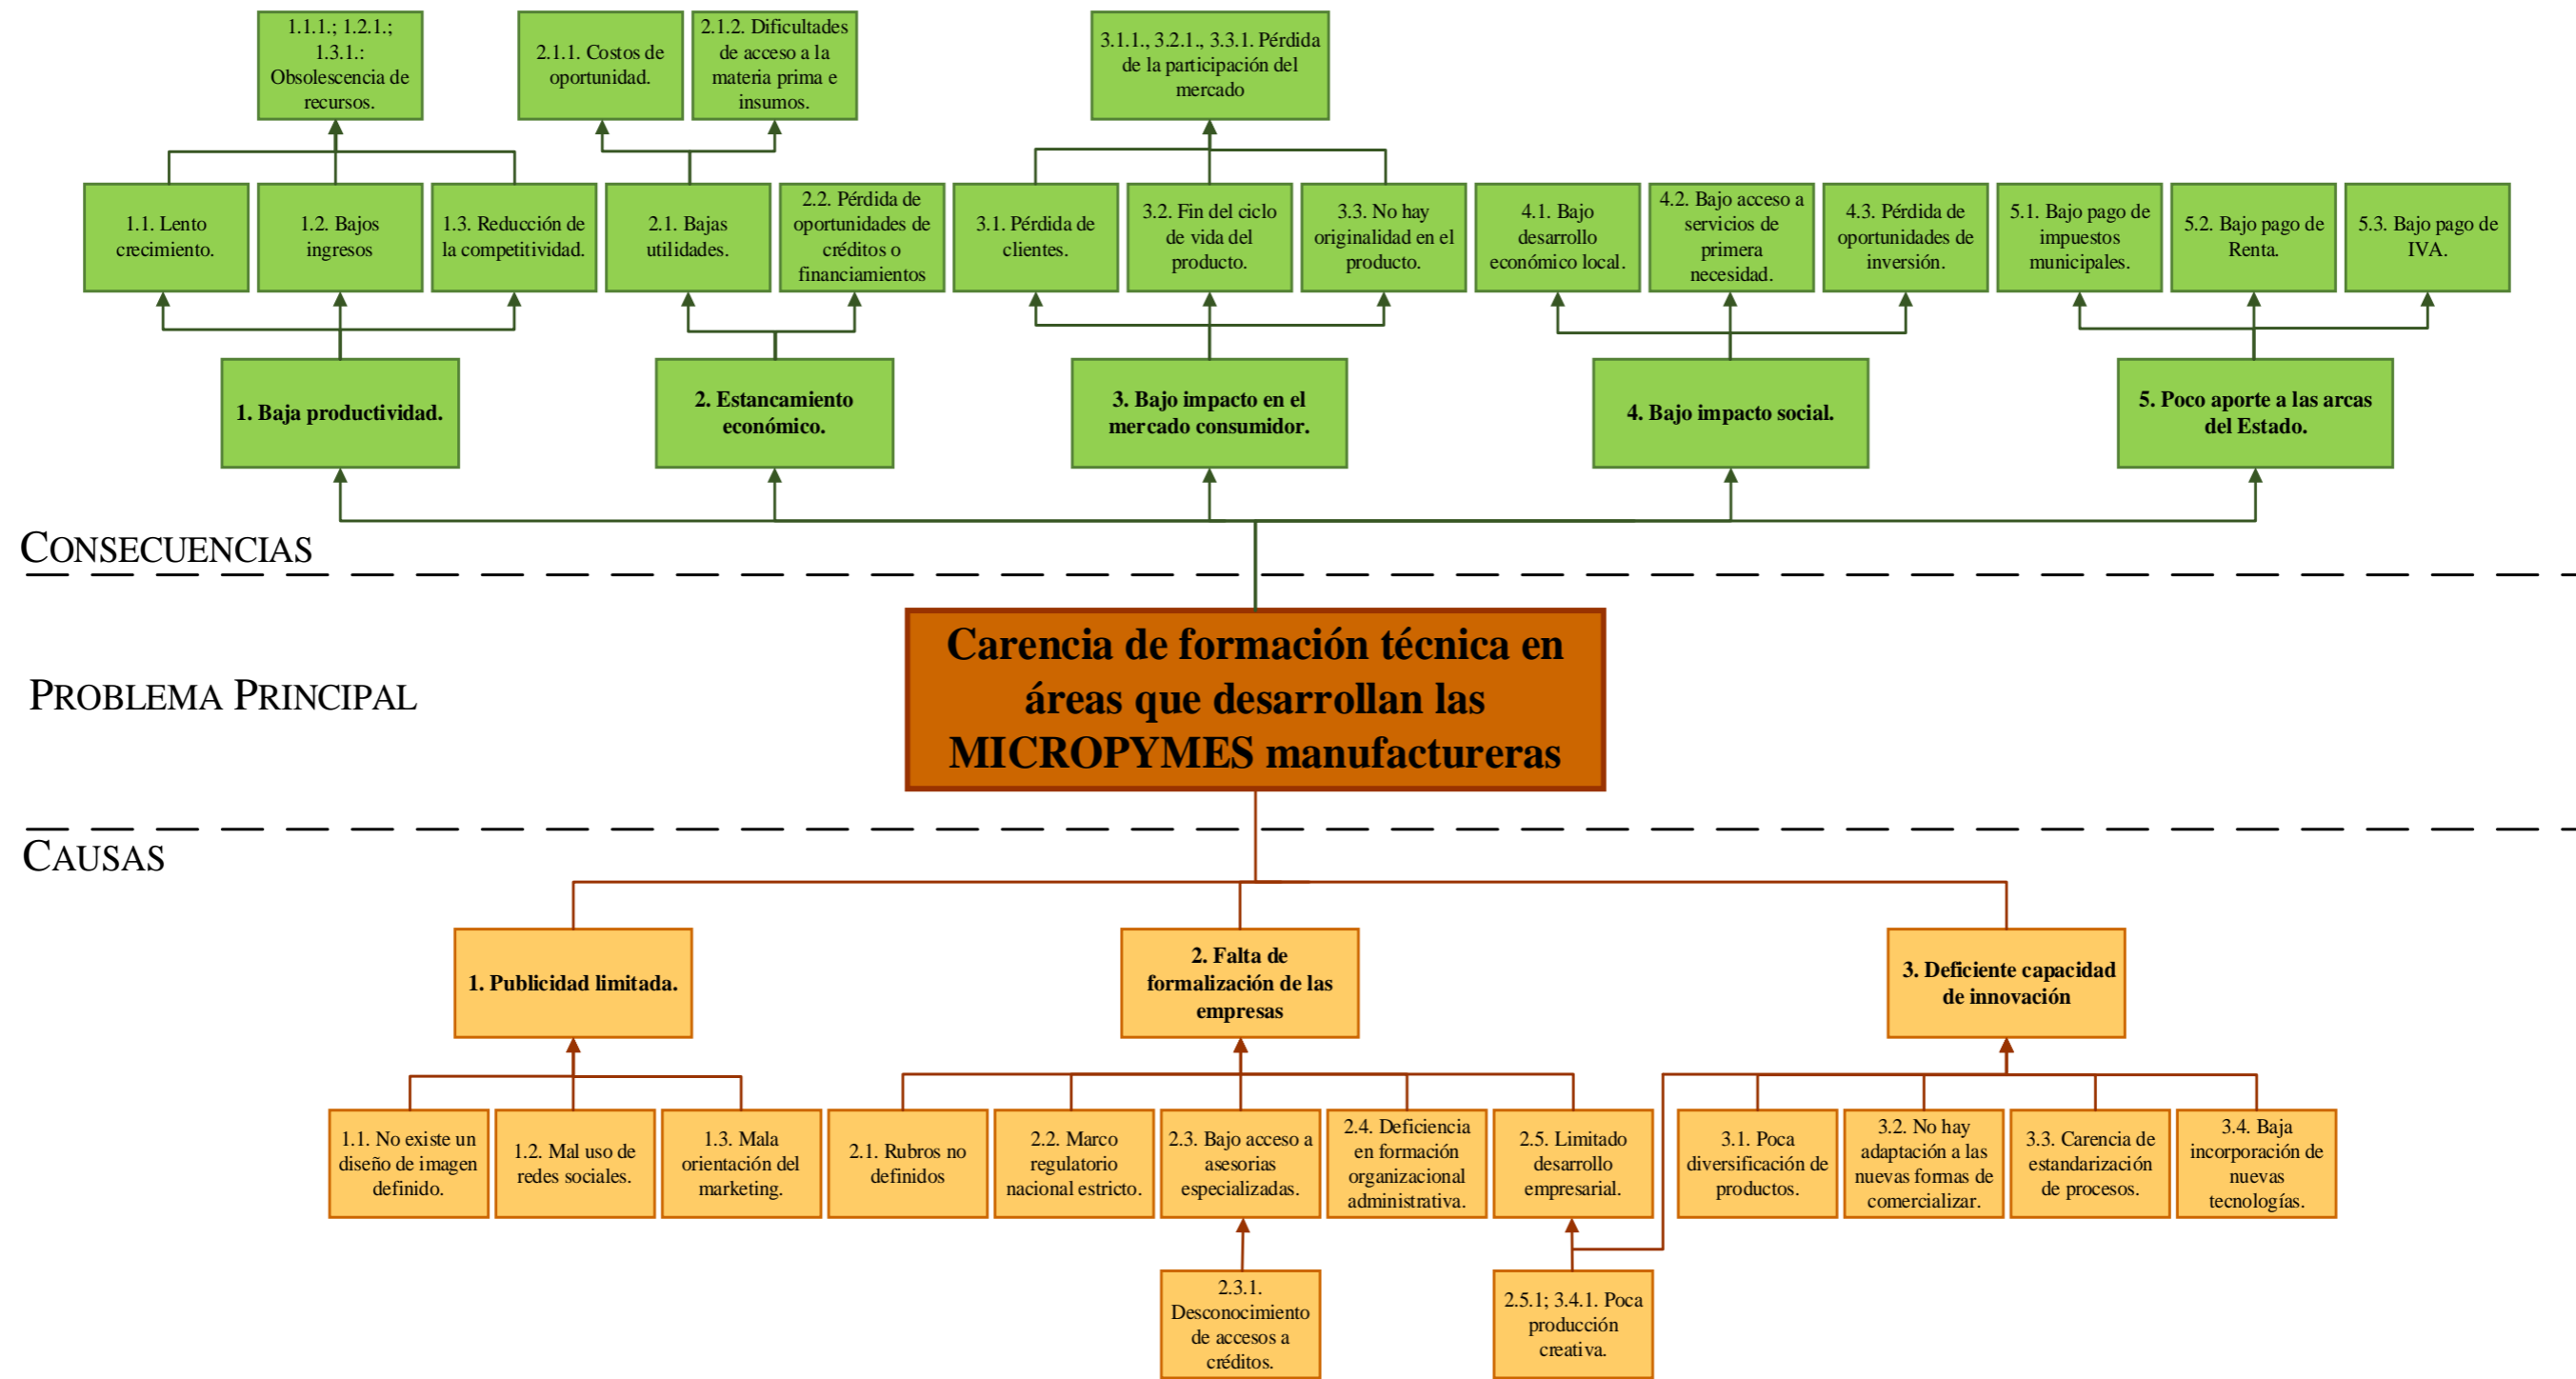 1.1.1.; 1.2.1.;
1.3.1.:
Obsolescencia de
recursos.
2.1.1. Costos de
oportunidad.
2.1.2. Dificultades
de acceso a la
materia prima e
insumos.
3.1.1., 3.2.1., 3.3.1. Pérdida
de la participación del
mercado
1.1. Lento
crecimiento.
1.2. Bajos
ingresos
1.3. Reducción de
la competitividad.
2.1. Bajas
utilidades.
2.2. Pérdida de
oportunidades de
créditos o
financiamientos
3.1. Pérdida de
clientes.
3.2. Fin del ciclo
de vida del
producto.
3.3. No hay
originalidad en el
producto.
4.1. Bajo
desarrollo
económico local.
4.2. Bajo acceso a
servicios de
primera
necesidad.
4.3. Pérdida de
oportunidades de
inversión.
5.1. Bajo pago de
impuestos
municipales.
5.2. Bajo pago de
Renta.
5.3. Bajo pago de
IVA.
1. Baja productividad.
2. Estancamiento
económico.
3. Bajo impacto en el
mercado consumidor.
4. Bajo impacto social.
5. Poco aporte a las arcas
del Estado.
CONSECUENCIAS
PROBLEMA PRINCIPAL
Carencia de formación técnica en
áreas que desarrollan las
MICROPYMES manufactureras
CAUSAS
1. Publicidad limitada.
2. Falta de
formalización de las
empresas
3. Deficiente capacidad
de innovación
1.1. No existe un
diseño de imagen
definido.
1.2. Mal uso de
redes sociales.
1.3. Mala
orientación del
marketing.
2.1. Rubros no
definidos
2.2. Marco
regulatorio
nacional estricto.
2.3. Bajo acceso a
asesorias
especializadas.
2.4. Deficiencia
en formación
organizacional
administrativa.
2.5. Limitado
desarrollo
empresarial.
3.1. Poca
diversificación de
productos.
3.2. No hay
adaptación a las
nuevas formas de
comercializar.
3.3. Carencia de
estandarización
de procesos.
3.4. Baja
incorporación de
nuevas
tecnologías.
2.3.1.
Desconocimiento
de accesos a
créditos.
2.5.1; 3.4.1. Poca
producción
creativa.